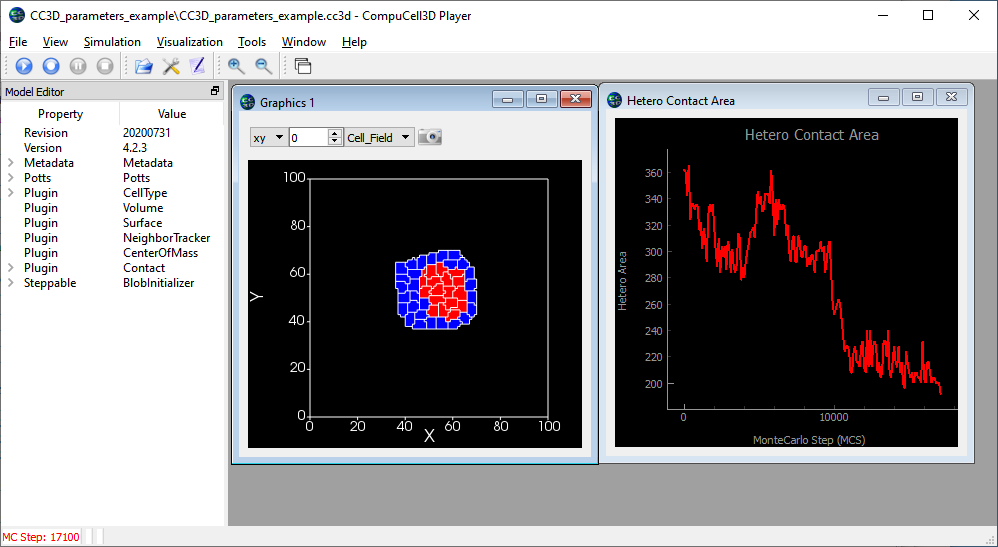 CC3D_parameters_example\CC3D_parameters_example.cc3d - CompuCell3D Player
File View Simulation Visualization Tools Window Help
Model Editor
Property Value
Revision 20200731
Version 4.2.3
Metadata Metadata
Potts Potts
Plugin CellType
Plugin Volume
Plugin Surface
Plugin NeighborTracker
Plugin CenterOfMass
Plugin Contact
Steppable BlobInitializer
Graphics 1
xy 0 Cell_Field
100
80
60
40
20
0
Y
0 20 40 60 80 100
X
Hetero Contact Area
Hetero Contact Area
360
340
320
300
280
260
240
220
200
Hetero Area
0 10000
MonteCarlo Step (MCS)
MC Step: 17100